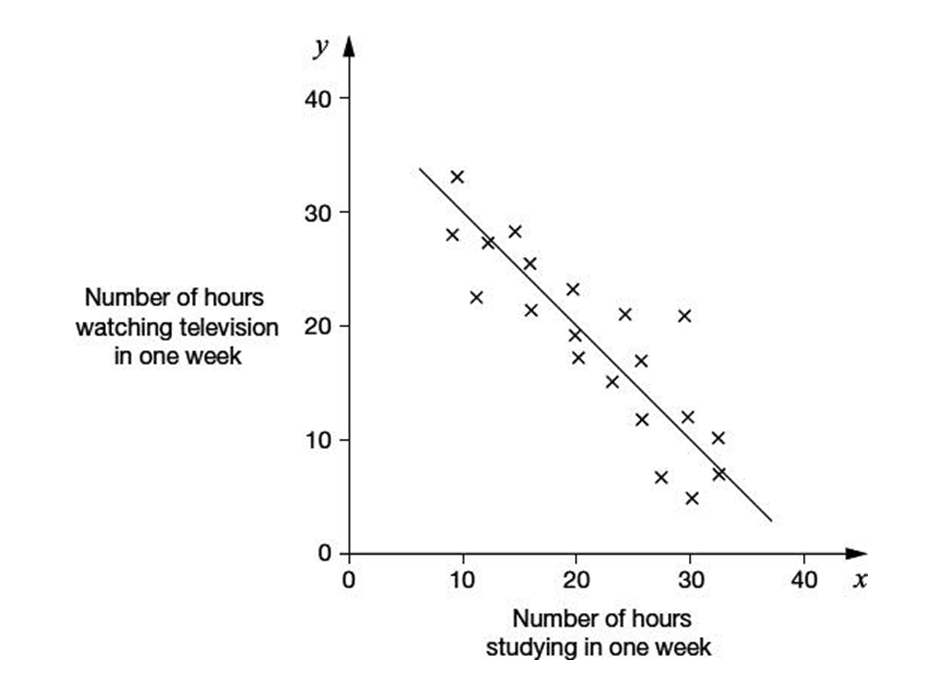 y
40
30
Number of hours
watching television
in one week
20
10
0
0 10 20 30 40 x
Number of hours
studying in one week